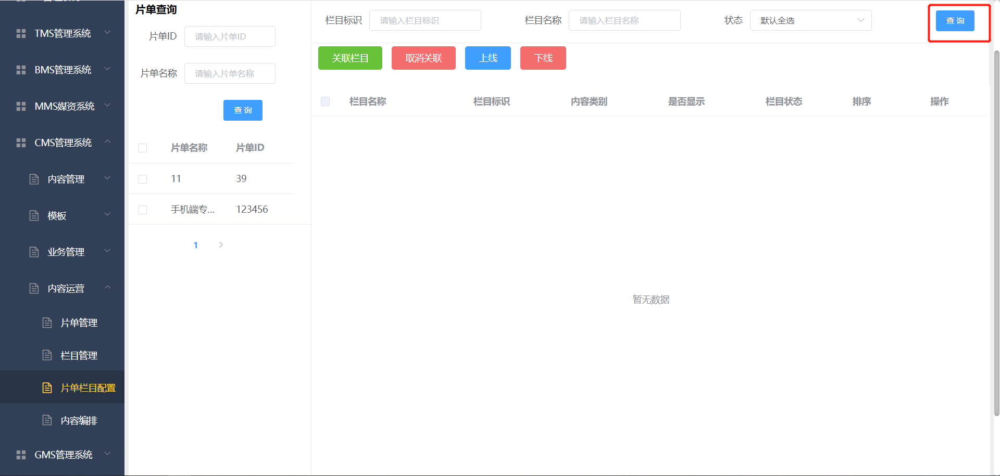 TMS管理系统
BMS管理系统
MMS媒资系统
CMS管理系统
内容管理
模板
业务管理
内容运营
片单管理
栏目管理
片单栏目配置
内容编排
GMS管理系统
片单查询
片单ID 请输入片单ID
片单名称 请输入片单名称
查询
片单名称 片单ID
11 39
手机端专... 123456
1
栏目标识 请输入栏目标识 栏目名称 请输入栏目名称 状态 默认全选 查询
关联栏目 取消关联 上线 下线
栏目名称 栏目标识 内容类别 是否显示 栏目状态 排序 操作
暂无数据